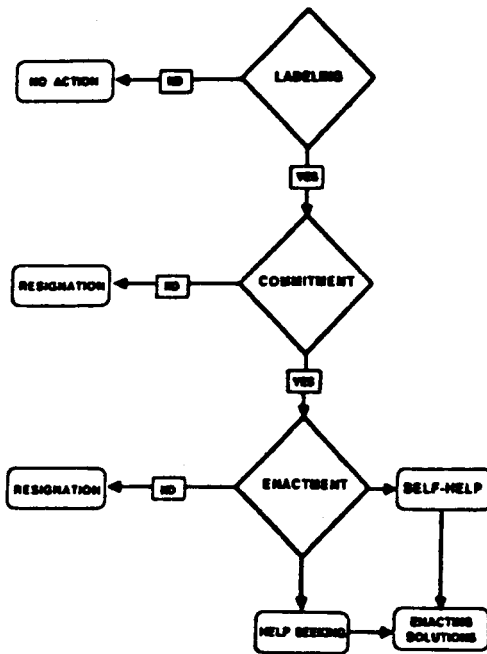 LABELING
NO
NO ACTION
YES
COMMITMENT
NO
RESIGNATION
YES
ENACTMENT
NO
RESIGNATION
SELF-HELP
HELP SEEKING
ENACTING
SOLUTIONS